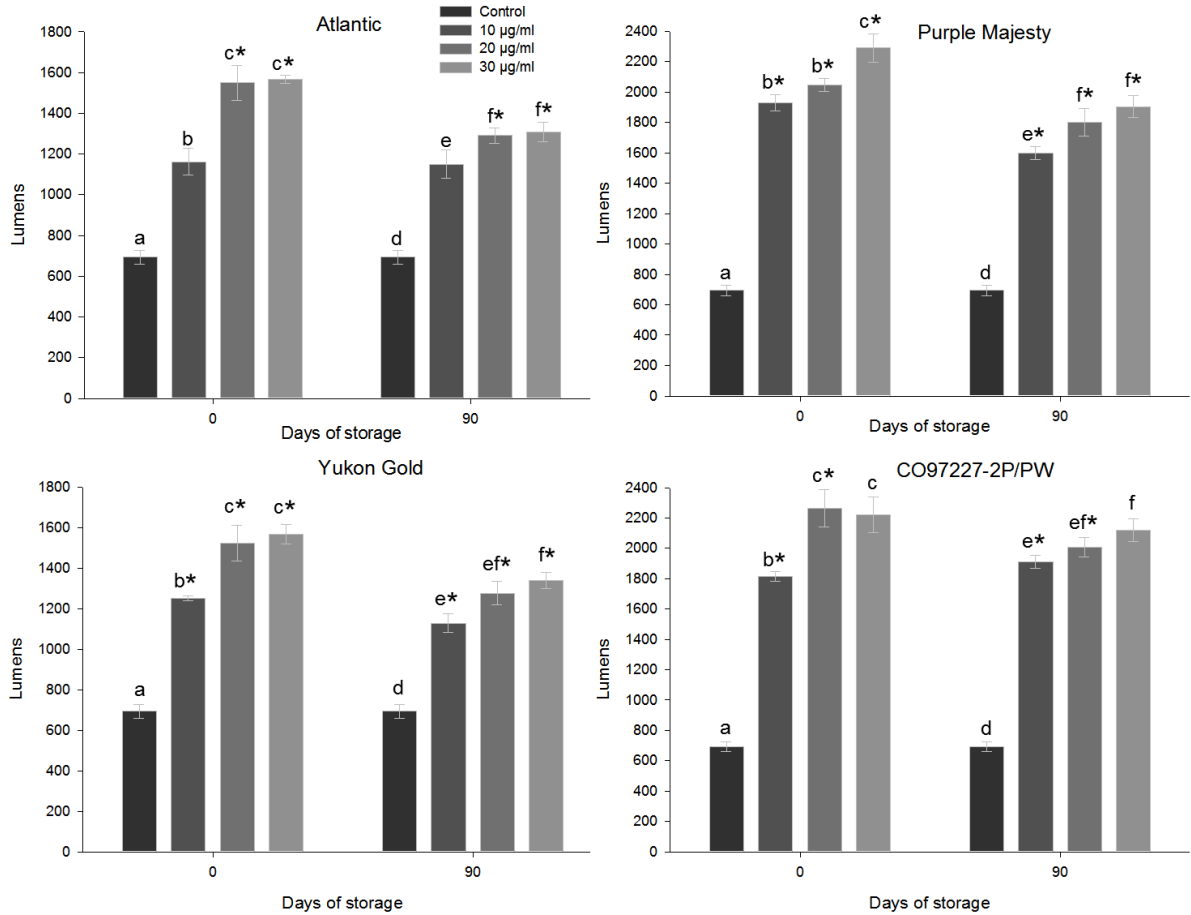 Atlantic
Control
10 µg/ml
20 µg/ml
30 µg/ml
Lumens
1800
1600
1400
1200
1000
800
600
400
200
0
a
b
c*
c*
d
e
f*
f*
0
90
Days of storage
Purple Majesty
Lumens
2400
2200
2000
1800
1600
1400
1200
1000
800
600
400
200
0
a
b*
b*
c*
d
e*
f*
f*
0
90
Days of storage
Yukon Gold
Lumens
1800
1600
1400
1200
1000
800
600
400
200
0
a
b*
c*
c*
d
e*
ef*
f*
0
90
Days of storage
CO97227-2P/PW
Lumens
2400
2200
2000
1800
1600
1400
1200
1000
800
600
400
200
0
a
b*
c*
c
d
e*
ef*
f
0
90
Days of storage